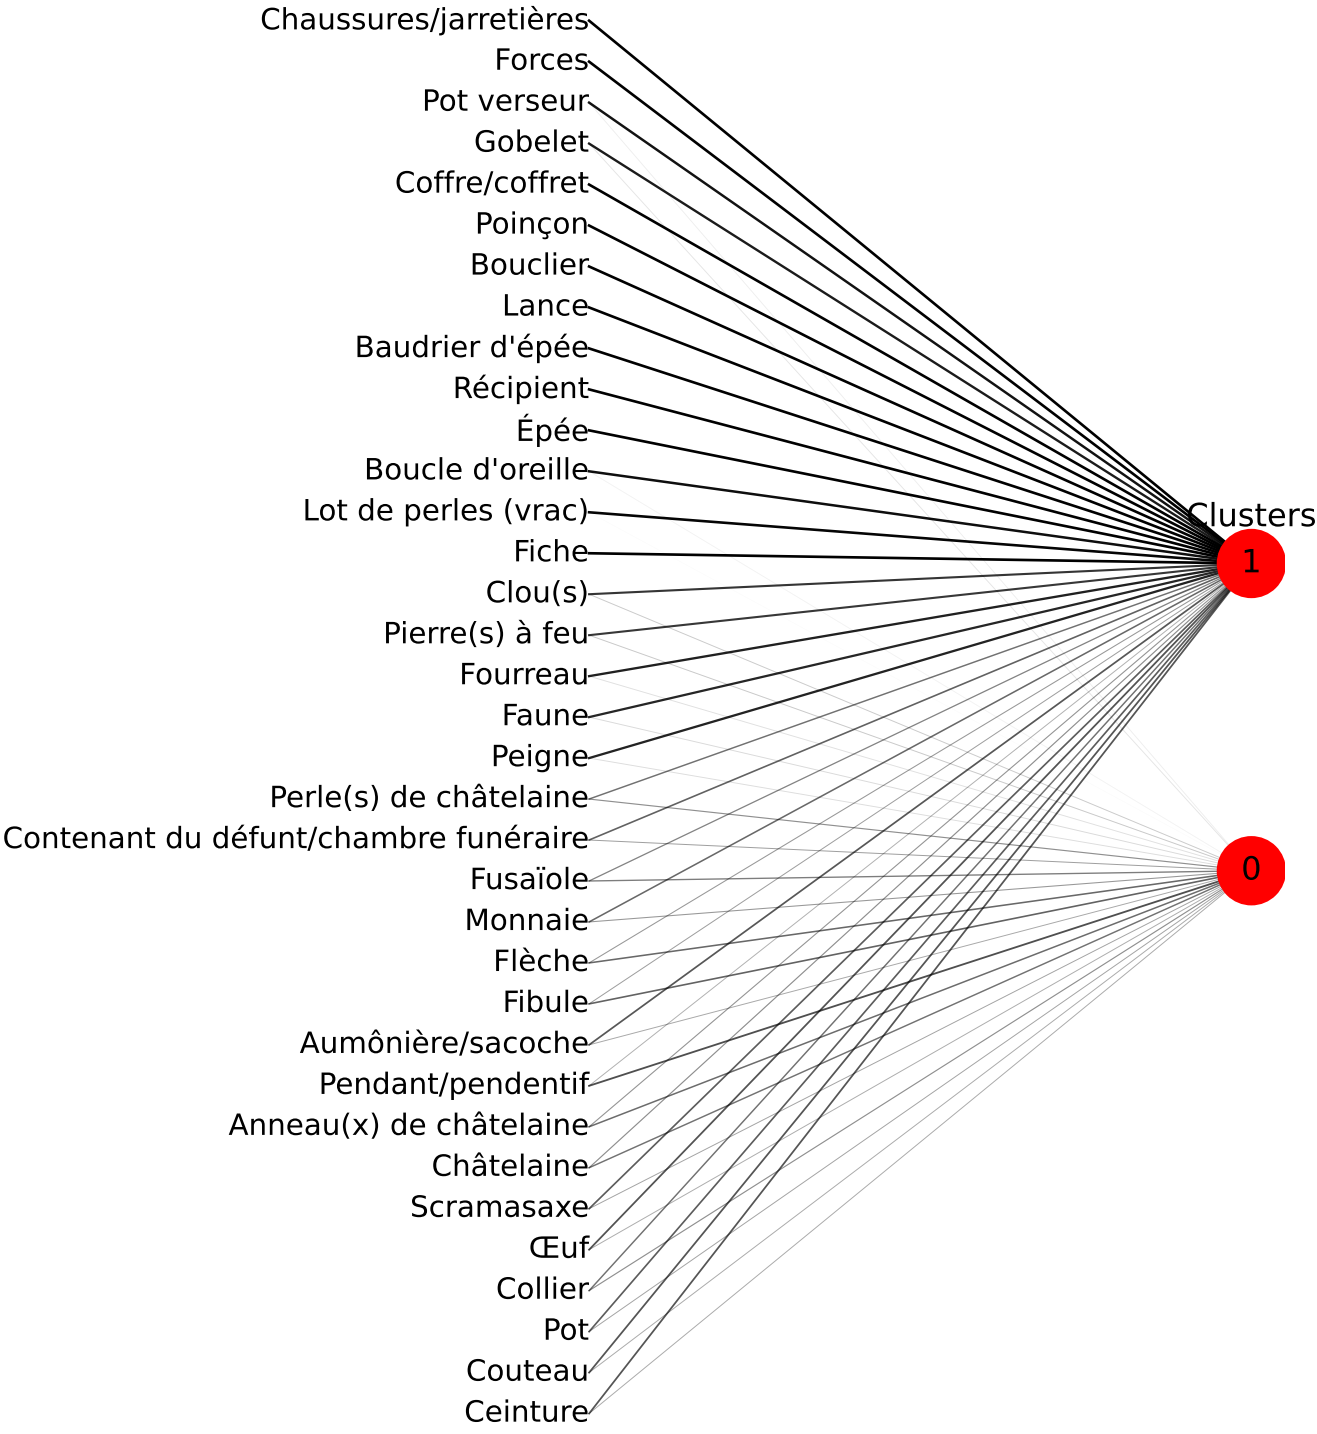 Chaussures/jarretières
Forces
Pot verseur
Gobelet
Coffre/coffret
Poinçon
Bouclier
Lance
Baudrier d'épée
Récipient
Épée
Boucle d'oreille
Lot de perles (vrac)
Clusters
Fiche
1
Clou(s)
Pierre(s) à feu
Fourreau
Faune
Peigne
Perle(s) de châtelaine
Contenant du défunt/chambre funéraire
0
Fusaïole
Monnaie
Flèche
Fibule
Aumônière/sacoche
Pendant/pendentif
Anneau(x) de châtelaine
Châtelaine
Scramasaxe
Œuf
Collier
Pot
Couteau
Ceinture